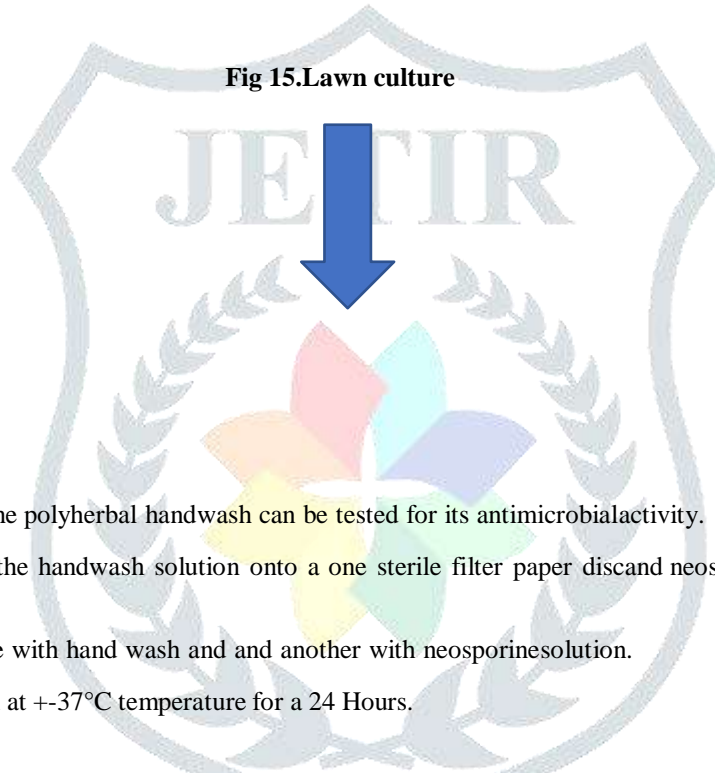 Fig 15.Lawn culture
JETIR
he polyherbal handwash can be tested for its antimicrobialactivity.
the handwash solution onto a one sterile filter paper discand neos
e with hand wash and and another with neosporinesolution.
at +-37°C temperature for a 24 Hours.